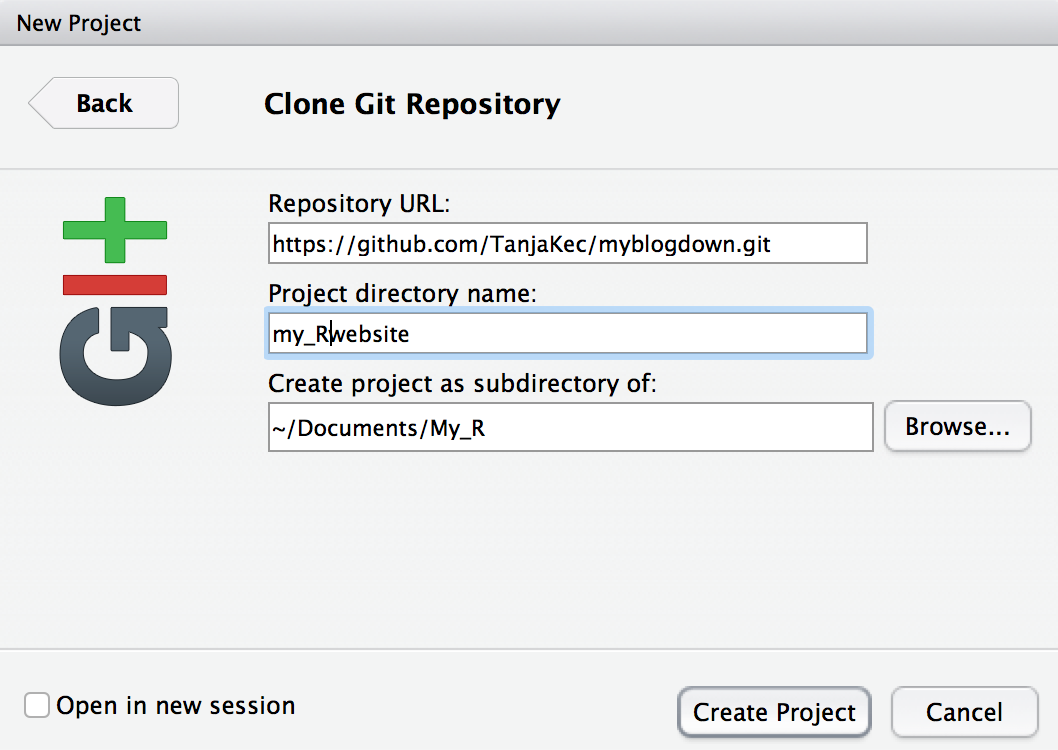 New Project
Back
Clone Git Repository
Repository URL:
https://github.com/TanjaKec/myblogdown.git
Project directory name:
my_Rwebsite
Create project as subdirectory of:
~/Documents/My_R
Browse...
GIT
Open in new session
Create Project
Cancel